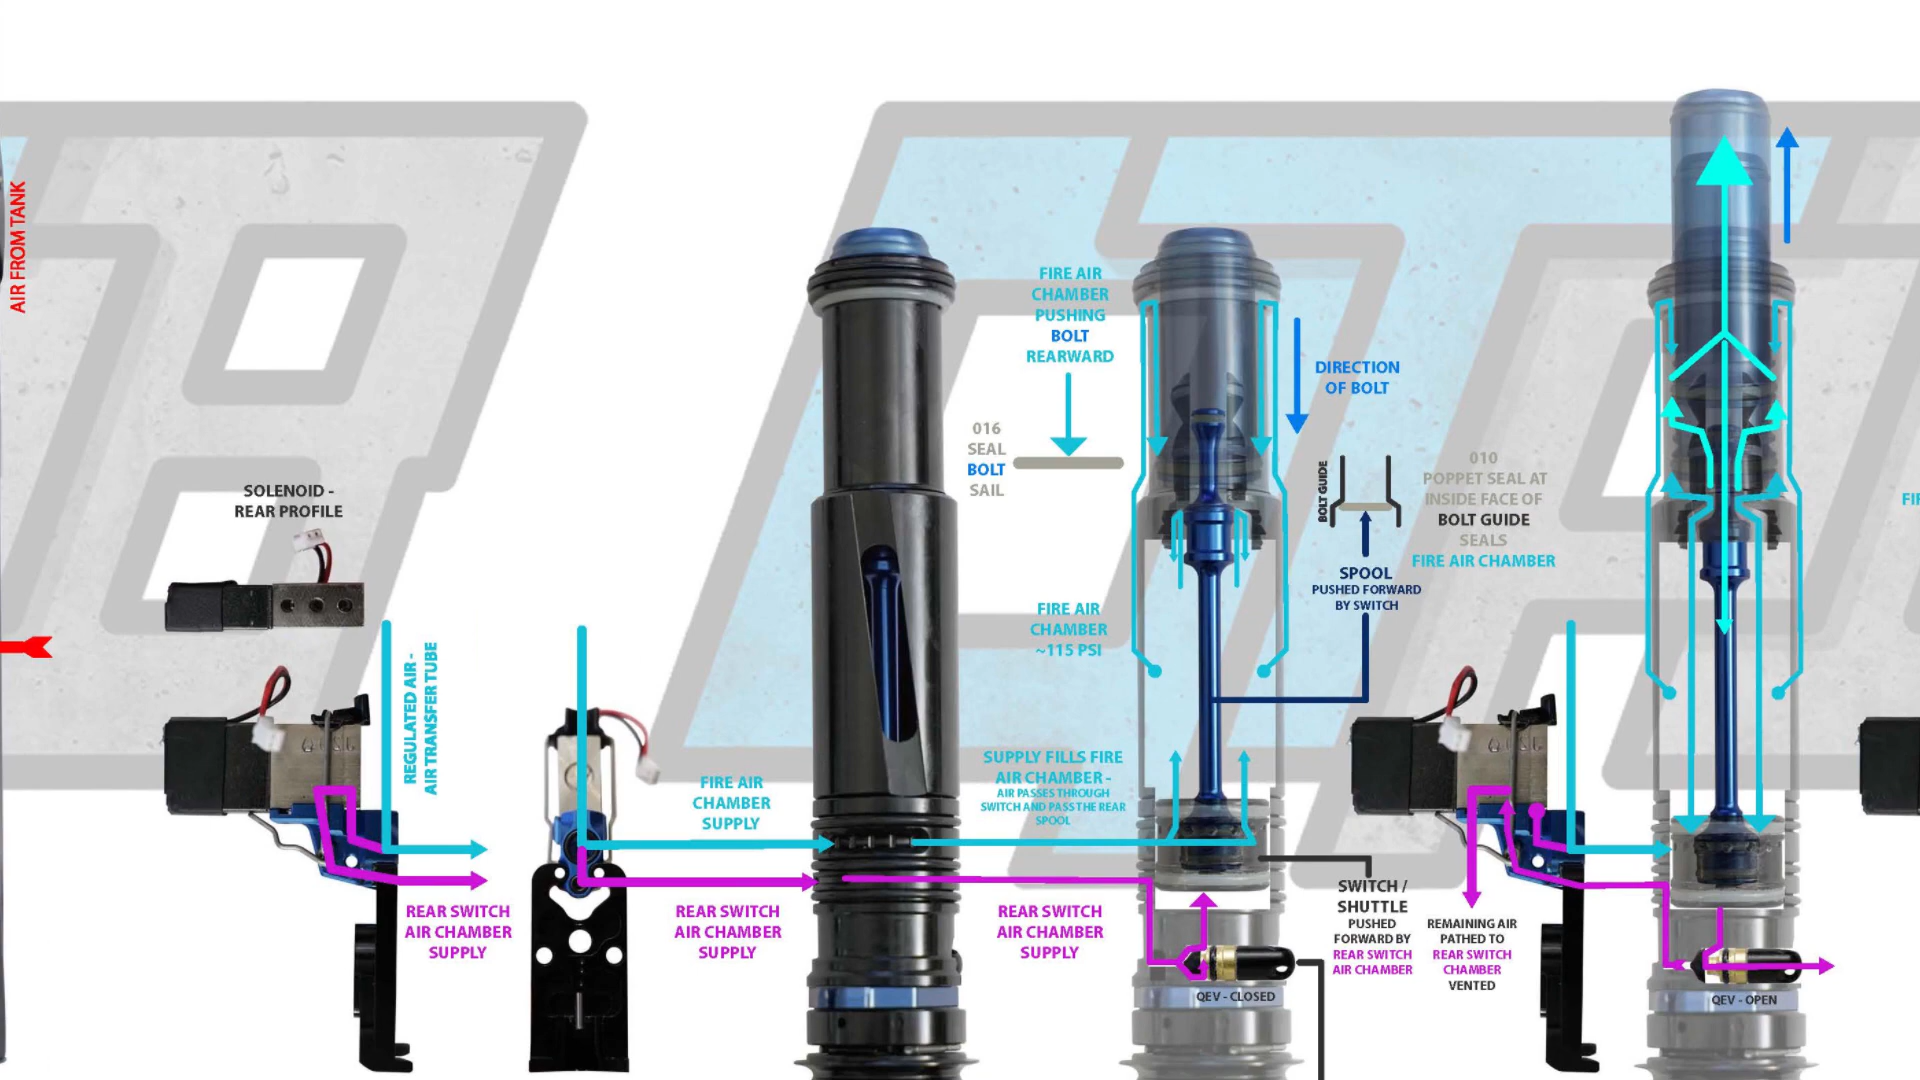 AIR FROM TANK
SOLENOID -
REAR PROFILE
REGULATED AIR -
AIR TRANSFER TUBE
REAR SWITCH
AIR CHAMBER
SUPPLY
FIRE AIR
CHAMBER
SUPPLY
REAR SWITCH
AIR CHAMBER
SUPPLY
FIRE AIR
CHAMBER
PUSHING
BOLT
REARWARD
016
SEAL
BOLT
SAIL
FIRE AIR
CHAMBER
~115 PSI
SUPPLY FILLS FIRE
AIR CHAMBER -
AIR PASSES THROUGH
SWITCH AND PASS THE REAR
SPOOL
REAR SWITCH
AIR CHAMBER
SUPPLY
DIRECTION
OF BOLT
BOLT GUIDE
010
POPPET SEAL AT
INSIDE FACE OF
BOLT GUIDE
SEALS
FIRE AIR CHAMBER
SPOOL
PUSHED FORWARD
BY SWITCH
SWITCH /
SHUTTLE
PUSHED
FORWARD BY
REAR SWITCH
AIR CHAMBER
QEV - CLOSED
REMAINING AIR
PATHED TO
REAR SWITCH
CHAMBER
VENTED
QEV - OPEN